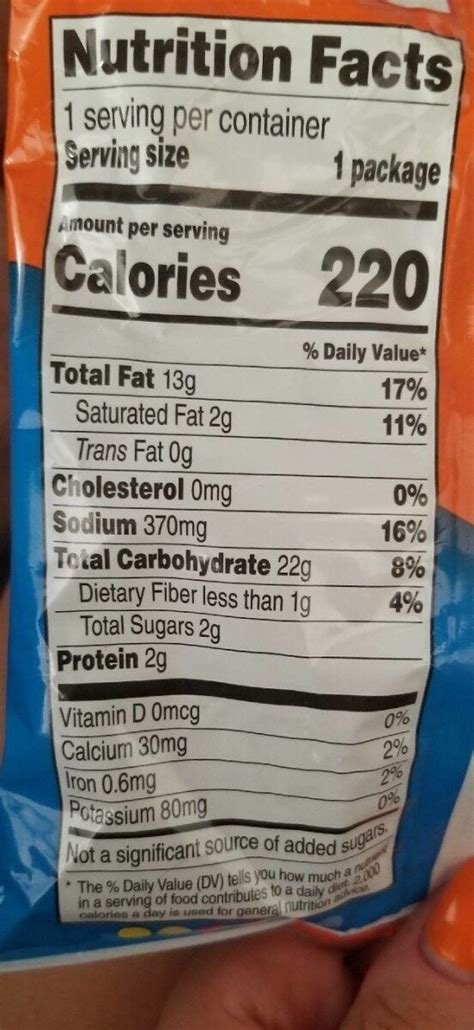 Nutrition Facts
1 serving per container
Serving size 1 package
Amount per serving
Calories 220
% Daily Value*
Total Fat 13g 17%
Saturated Fat 2g 11%
Trans Fat 0g
Cholesterol 0mg 0%
Sodium 370mg 16%
Total Carbohydrate 22g 8%
Dietary Fiber less than 1g 4%
Total Sugars 2g
Protein 2g
Vitamin D 0mcg 0%
Calcium 30mg 2%
Iron 0.6mg 2%
Potassium 80mg 0%
Not a significant source of added sugars.
* The % Daily Value (DV) tells you how much a nutrient
in a serving of food contributes to a daily diet. 2,000
calories a day is used for general nutrition advice.